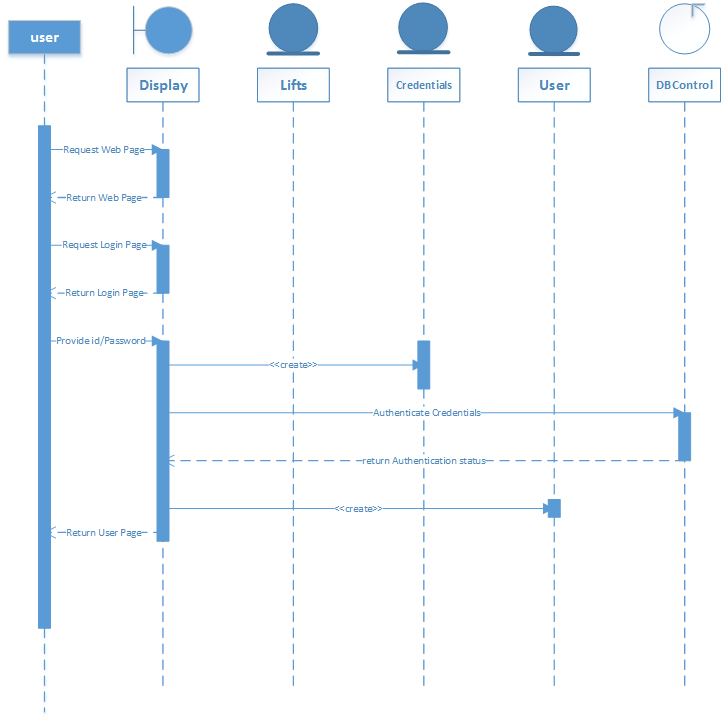 user
Display
Lifts
Credentials
User
DBControl
Request Web Page
Return Web Page
Request Login Page
Return Login Page
Provide id/Password
<<create>>
Authenticate Credentials
return Authentication status
<<create>>
Return User Page